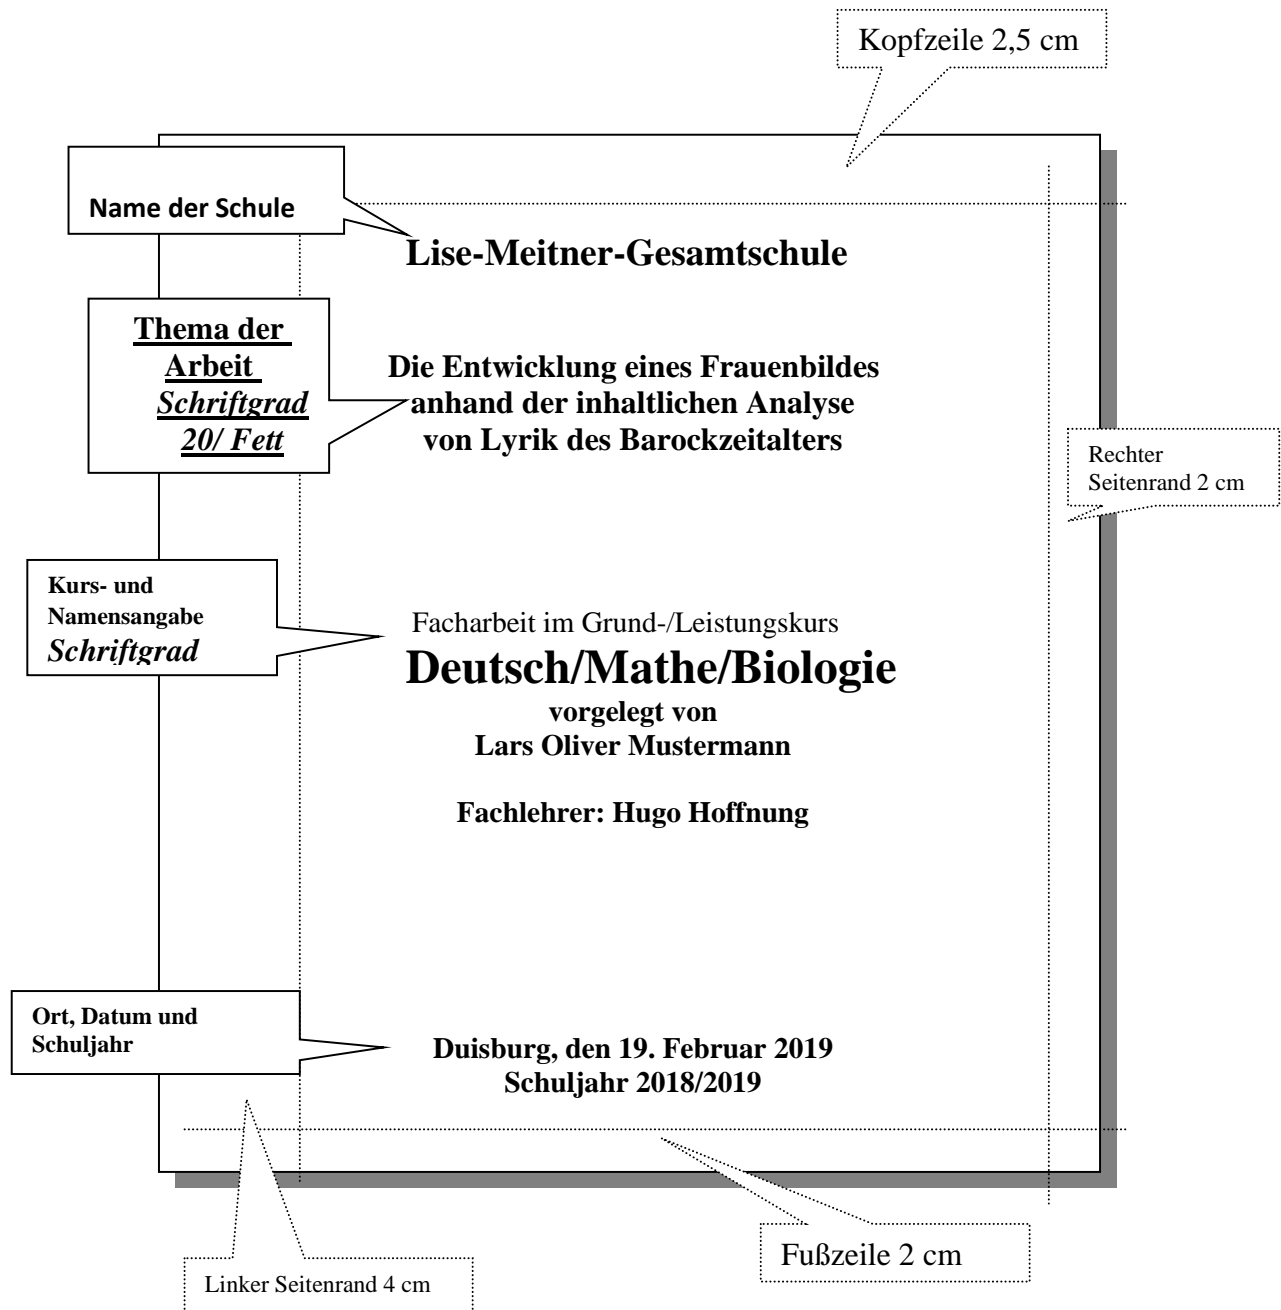 Kopfzeile 2,5 cm
Name der Schule
Lise-Meitner-Gesamtschule
Thema der
Arbeit
Schriftgrad
20/ Fett
Die Entwicklung eines Frauenbildes
anhand der inhaltlichen Analyse
von Lyrik des Barockzeitalters
Rechter
Seitenrand 2 cm
Kurs- und
Namensangabe
Schriftgrad
Facharbeit im Grund-/Leistungskurs
Deutsch/Mathe/Biologie
vorgelegt von
Lars Oliver Mustermann
Fachlehrer: Hugo Hoffnung
Ort, Datum und
Schuljahr
Duisburg, den 19. Februar 2019
Schuljahr 2018/2019
Fußzeile 2 cm
Linker Seitenrand 4 cm